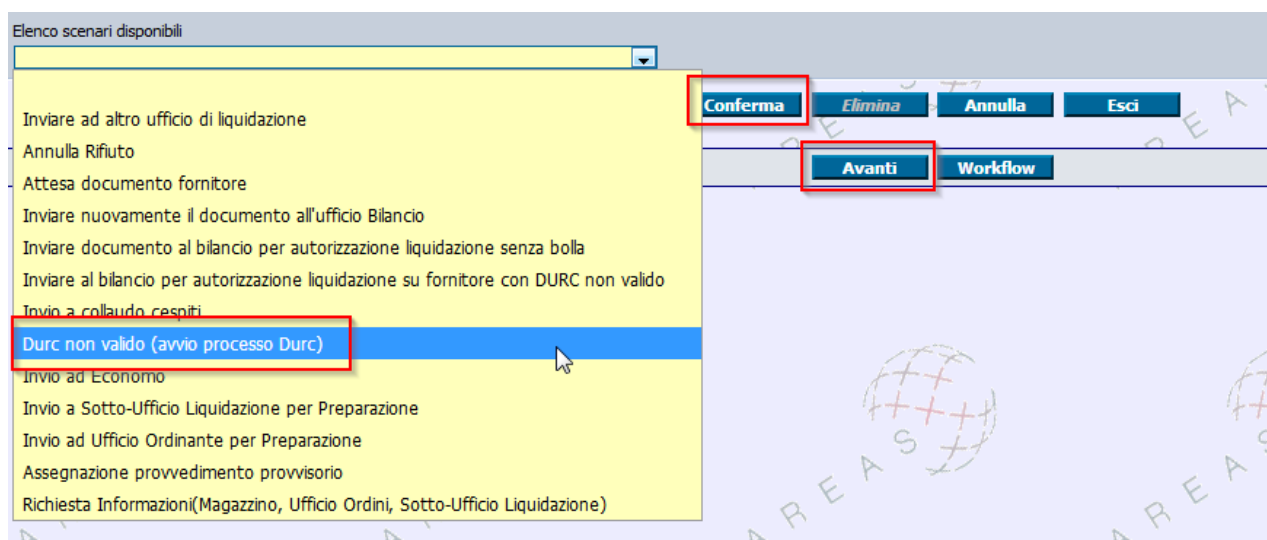 Elenco scenari disponibili
Conferma Elimina Annulla Esci
Inviare ad altro ufficio di liquidazione
Annulla Rifiuto
Avanti Workflow
Attesa documento fornitore
Inviare nuovamente il documento all'ufficio Bilancio
Inviare documento al bilancio per autorizzazione liquidazione senza bolla
Inviare al bilancio per autorizzazione liquidazione su fornitore con DURC non valido
Invio a collaudo cespiti
Durc non valido (avvio processo Durc)
Invio ad Economo
Invio a Sotto-Ufficio Liquidazione per Preparazione
Invio ad Ufficio Ordinante per Preparazione
Assegnazione provvedimento provvisorio
Richiesta Informazioni(Magazzino, Ufficio Ordini, Sotto-Ufficio Liquidazione)
AREAS